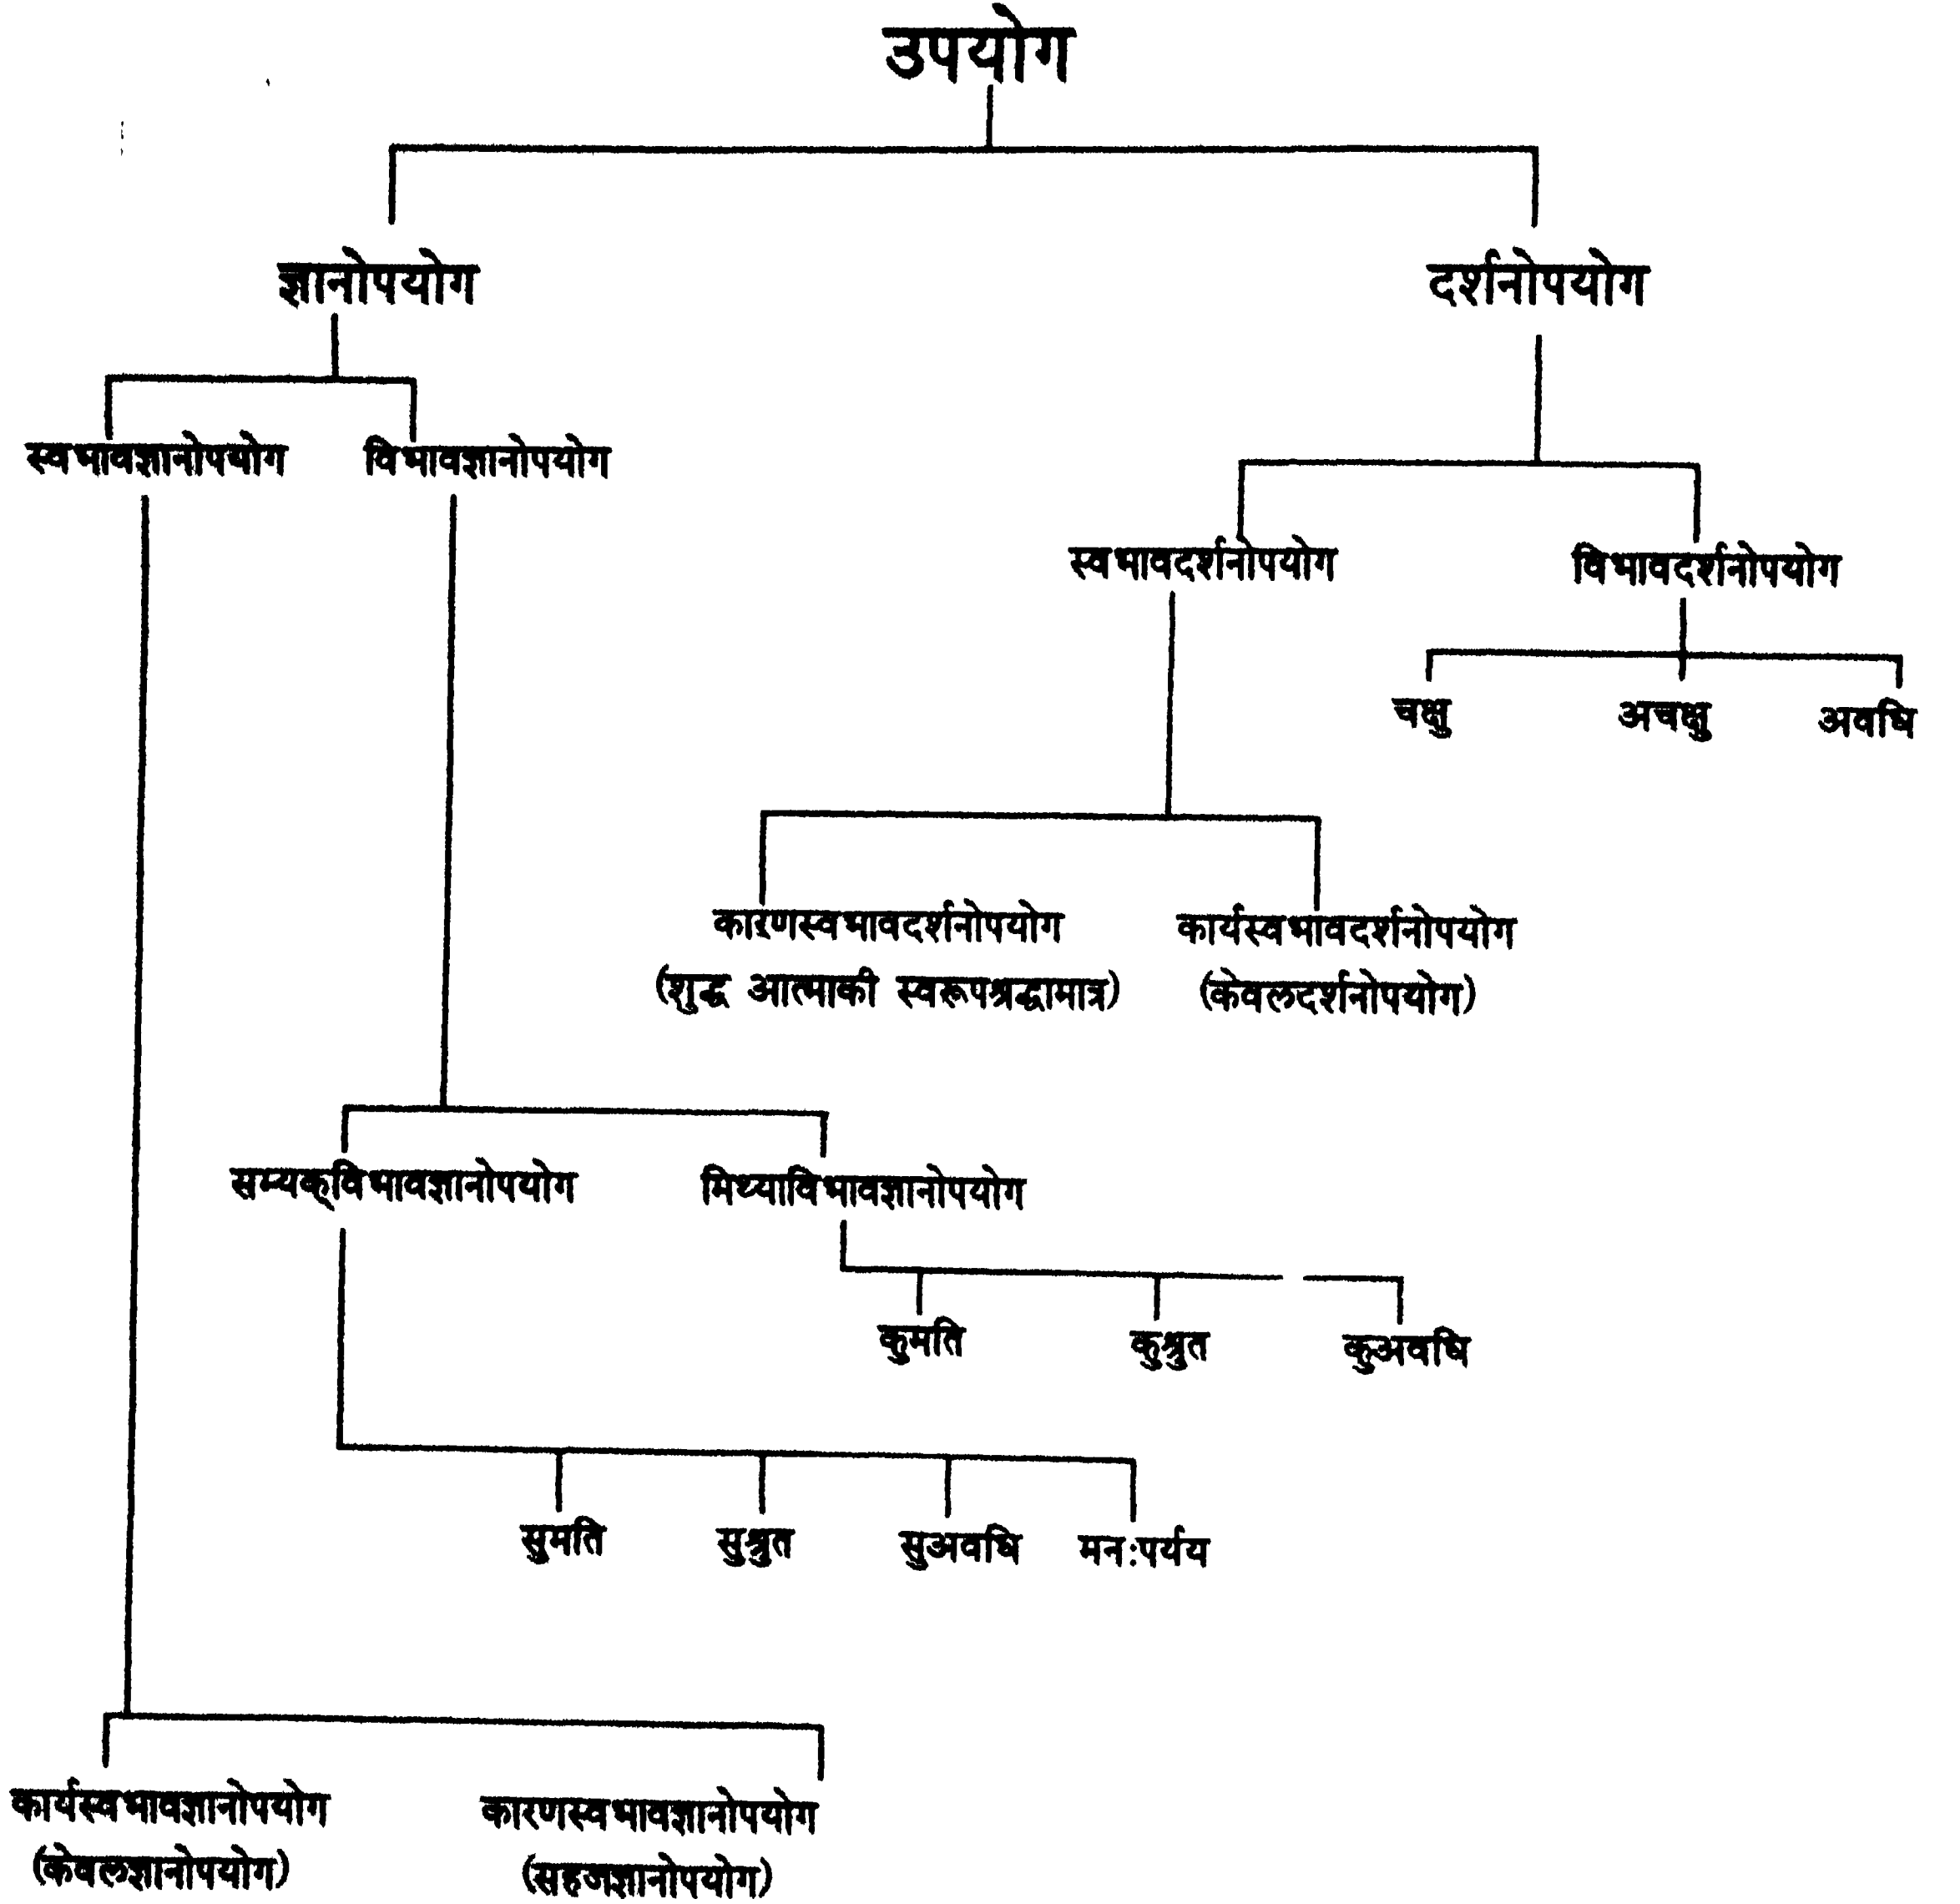 उपयोग
ज्ञानोपयोग
दर्शनोपयोग
स्वभावज्ञानोपयोग
विभावज्ञानोपयोग
स्वभावदर्शनोपयोग
विभावदर्शनोपयोग
चक्षु
अचक्षु
अवधि
कारणस्वभावदर्शनोपयोग
(शुद्ध आत्माकी स्वरूपश्रद्धामात्र)
कार्यस्वभावदर्शनोपयोग
(केवलदर्शनोपयोग)
सम्यक्‌विभावज्ञानोपयोग
मिथ्याविभावज्ञानोपयोग
कुमति
कुश्रुत
कुअवधि
सुमति
सुश्रुत
सुअवधि
मनःपर्यय
कार्यस्वभावज्ञानोपयोग
(केवलज्ञानोपयोग)
कारणस्वभावज्ञानोपयोग
(सहजज्ञानोपयोग)